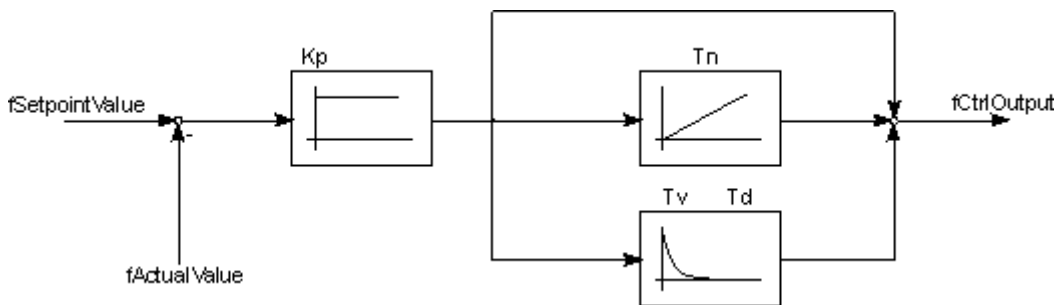 Kp
Tn
fSetpointValue
fCtrlOutput
-
Tv Td
fActualValue